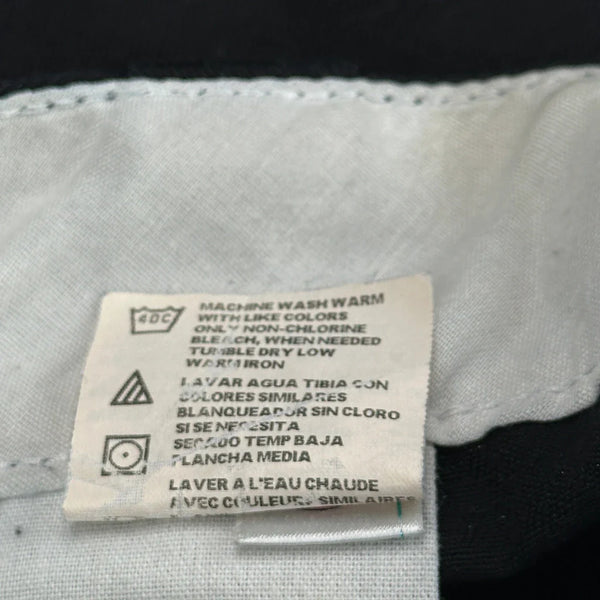 40C
MACHINE WASH WARM
WITH LIKE COLORS
ONLY NON-CHLORINE
BLEACH, WHEN NEEDED
TUMBLE DRY LOW
WARM IRON
LAVAR AGUA TIBIA CON
COLORES SIMILARES
BLANQUEADOR SIN CLORO
SI SE NECESITA
SECADO TEMP BAJA
PLANCHA MEDIA
LAVER A L'EAU CHAUDE
AVEC COULEURS SIMILAIRES